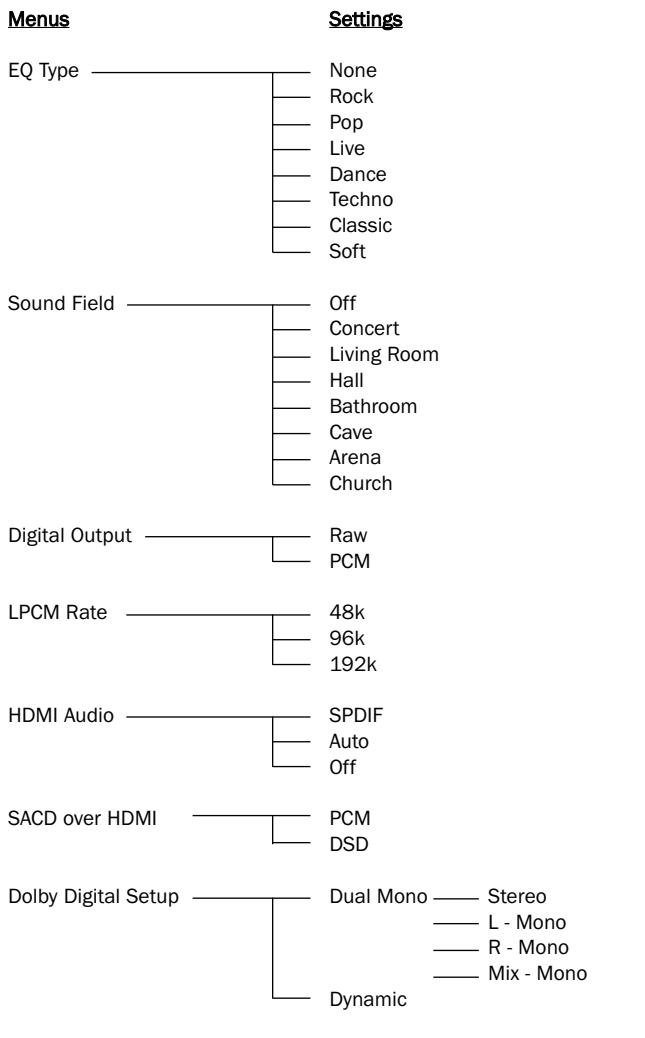 Menus Settings
EQ Type None
Rock
Pop
Live
Dance
Techno
Classic
Soft
Sound Field Off
Concert
Living Room
Hall
Bathroom
Cave
Arena
Church
Digital Output Raw
PCM
LPCM Rate 48k
96k
192k
HDMI Audio SPDIF
Auto
Off
SACD over HDMI PCM
DSD
Dolby Digital Setup Dual Mono Stereo
L - Mono
R - Mono
Mix - Mono
Dynamic